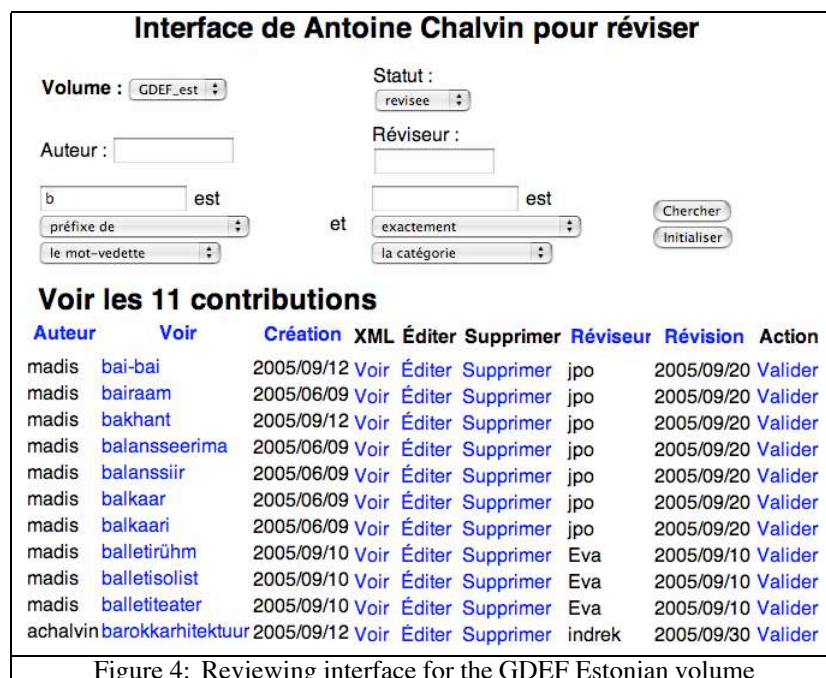 Interface de Antoine Chalvin pour réviser
Volume : GDEF_est
Statut :
revisee
Auteur :
Réviseur :
b est
est
préfixe de et exactement
Chercher
le mot-vedette la catégorie
Initialiser
Voir les 11 contributions
Auteur Voir Création XML Éditer Supprimer Réviseur Révision Action
madis bai-bai 2005/09/12 Voir Éditer Supprimer jpo 2005/09/20 Valider
madis bairaam 2005/06/09 Voir Éditer Supprimer jpo 2005/09/20 Valider
madis bakhant 2005/09/12 Voir Éditer Supprimer jpo 2005/09/20 Valider
madis balansseerima 2005/06/09 Voir Éditer Supprimer jpo 2005/09/20 Valider
madis balanssiir 2005/06/09 Voir Éditer Supprimer jpo 2005/09/20 Valider
madis balkaar 2005/06/09 Voir Éditer Supprimer jpo 2005/09/20 Valider
madis balkaari 2005/06/09 Voir Éditer Supprimer jpo 2005/09/20 Valider
madis balletirühm 2005/09/10 Voir Éditer Supprimer Eva 2005/09/10 Valider
madis balletisolist 2005/09/10 Voir Éditer Supprimer Eva 2005/09/10 Valider
madis balletiteater 2005/09/10 Voir Éditer Supprimer Eva 2005/09/10 Valider
achalvin barokkarhitektuur 2005/09/12 Voir Éditer Supprimer indrek 2005/09/30 Valider
Figure 4: Reviewing interface for the GDEF Estonian volume